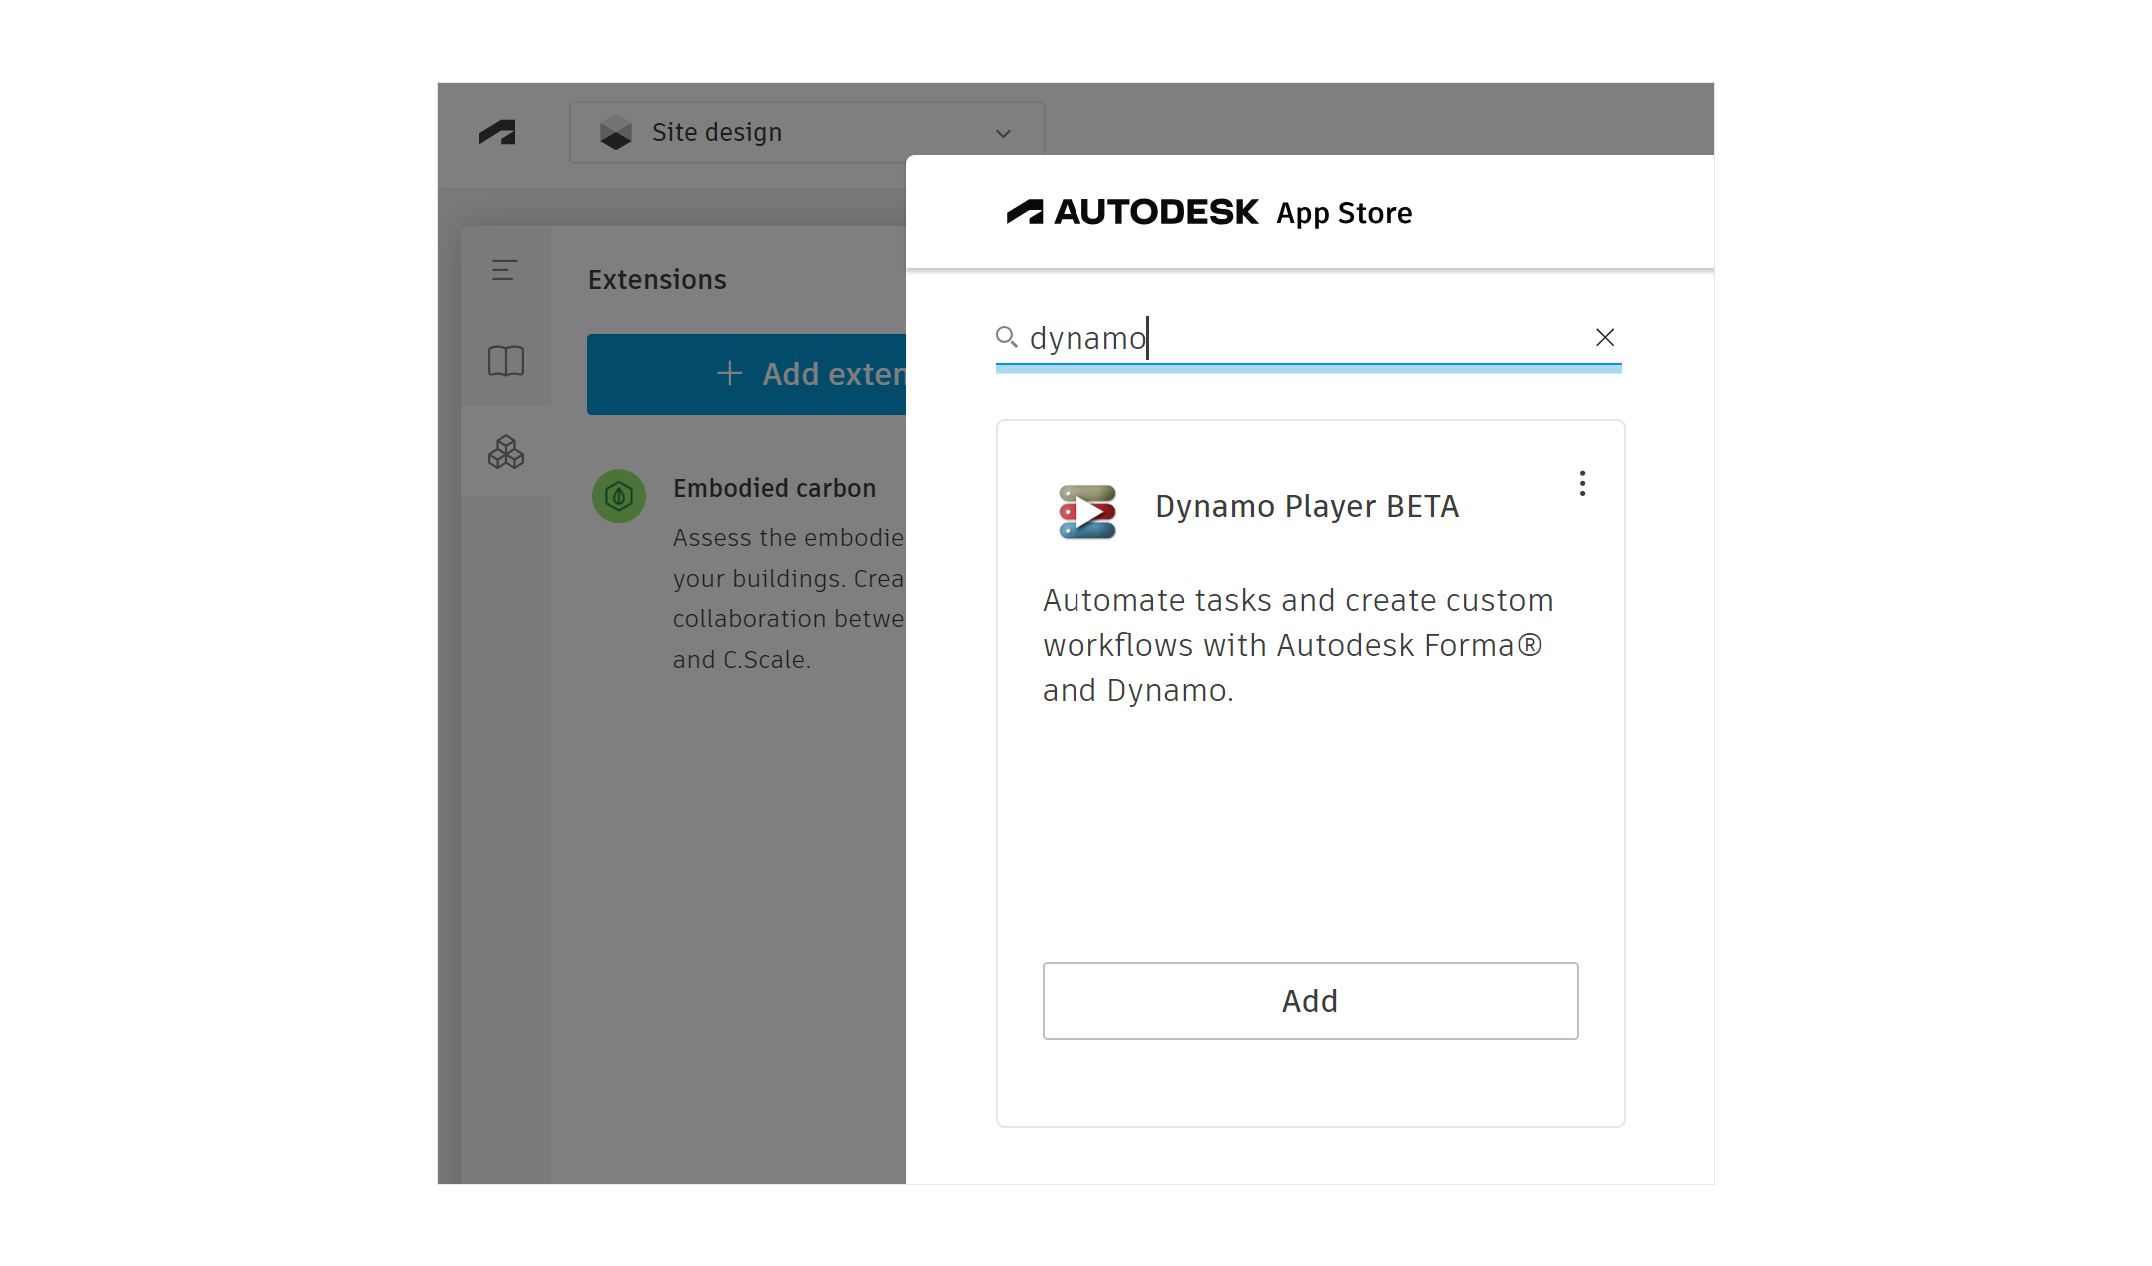 Site design
AUTODESK App Store
Extensions
dynamo
Add exten
Embodied carbon
Assess the embodie
your buildings. Crea
collaboration betwe
and C.Scale.
Dynamo Player BETA
Automate tasks and create custom
workflows with Autodesk Forma®
and Dynamo.
Add